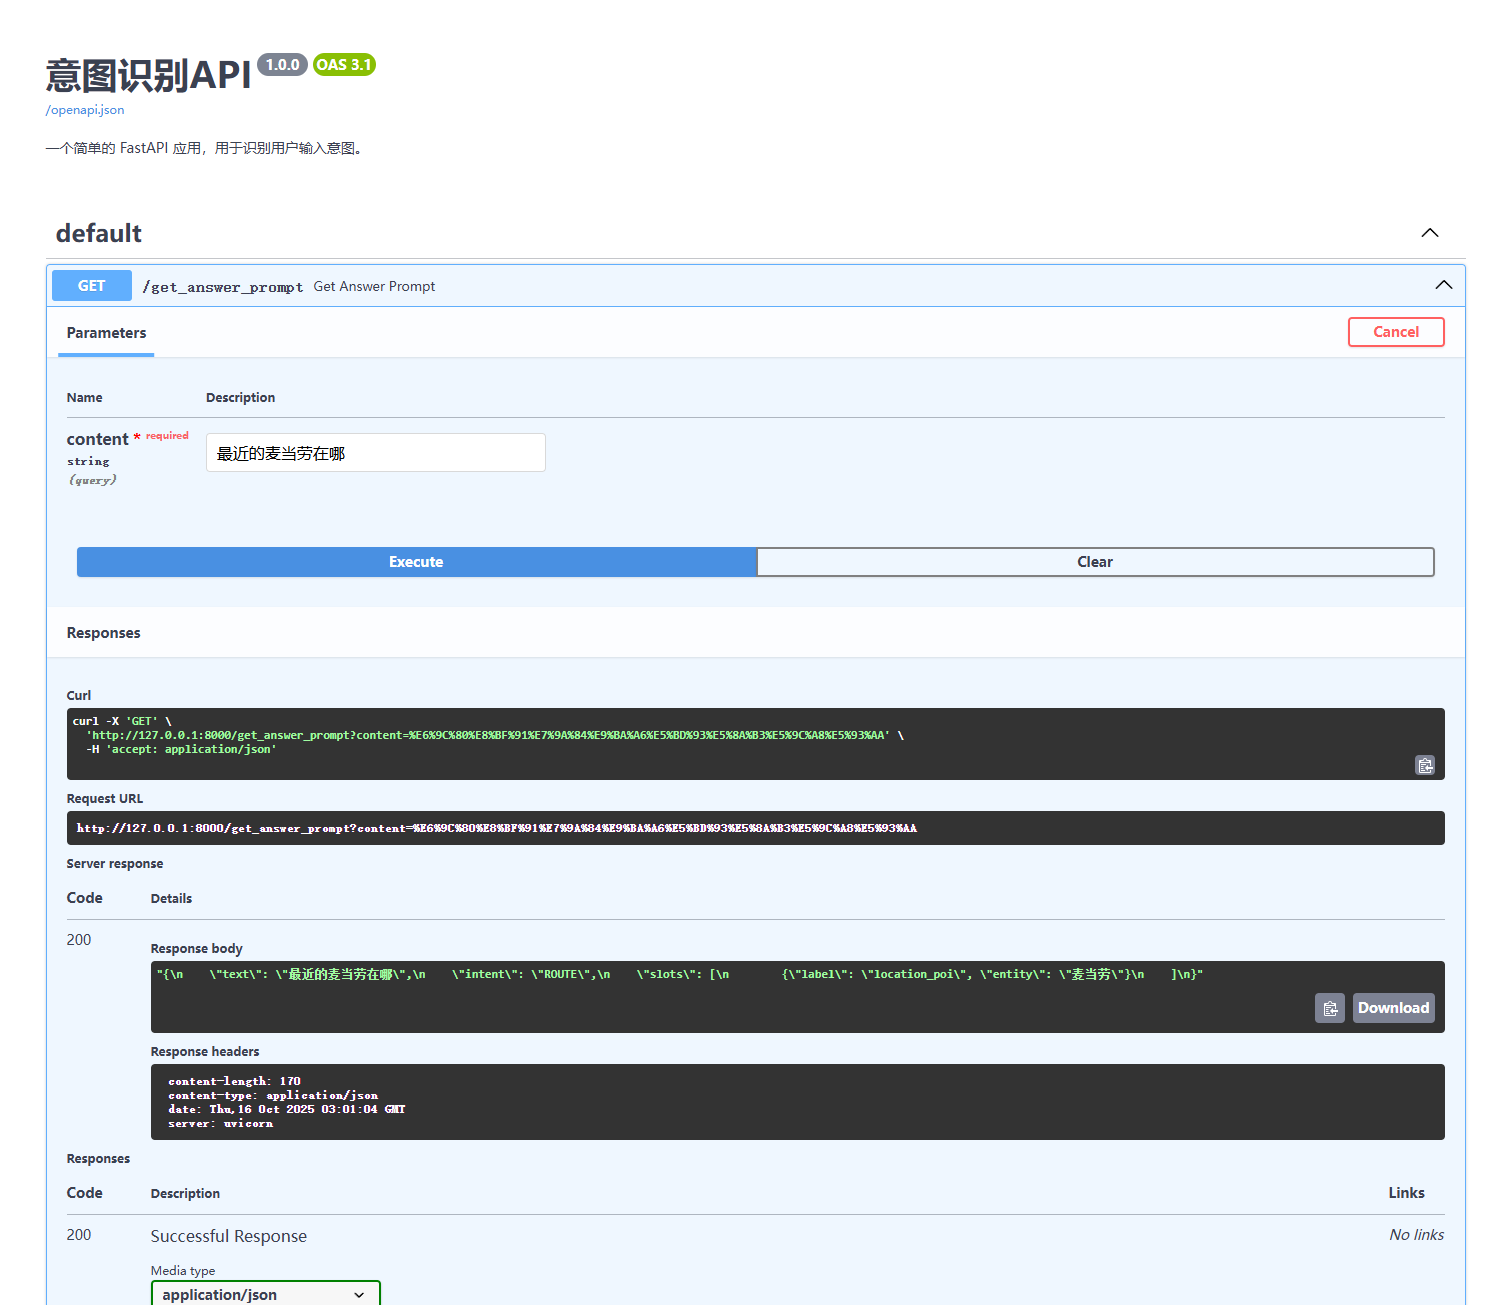 意图识别API 1.0.0 OAS 3.1
/openapi.json
一个简单的 FastAPI 应用，用于识别用户输入意图。
default
GET /get_answer_prompt Get Answer Prompt
Parameters Cancel
Name Description
content * required
string
(query)
最近的麦当劳在哪
Execute Clear
Responses
Curl
curl -X 'GET' \
'http://127.0.0.1:8000/get_answer_prompt?content=%E6%9C%80%E8%BF%91%E7%9A%84%E9%BA%A6%E5%BD%93%E5%8A%B3%E5%9C%A8%E5%93%AA' \
-H 'accept: application/json'
Request URL
http://127.0.0.1:8000/get_answer_prompt?content=%E6%9C%80%E8%BF%91%E7%9A%84%E9%BA%A6%E5%BD%93%E5%8A%B3%E5%9C%A8%E5%93%AA
Server response
Code Details
200
Response body
"{\n    \"text\": \"最近的麦当劳在哪\",\n    \"intent\": \"ROUTE\",\n    \"slots\": [\n        {\"label\": \"location_poi\", \"entity\": \"麦当劳\"}\n    ]\n}"
Download
Response headers
content-length: 170
content-type: application/json
date: Thu,16 Oct 2025 03:01:04 GMT
server: uvicorn
Responses
Code Description Links
200 Successful Response No links
Media type
application/json